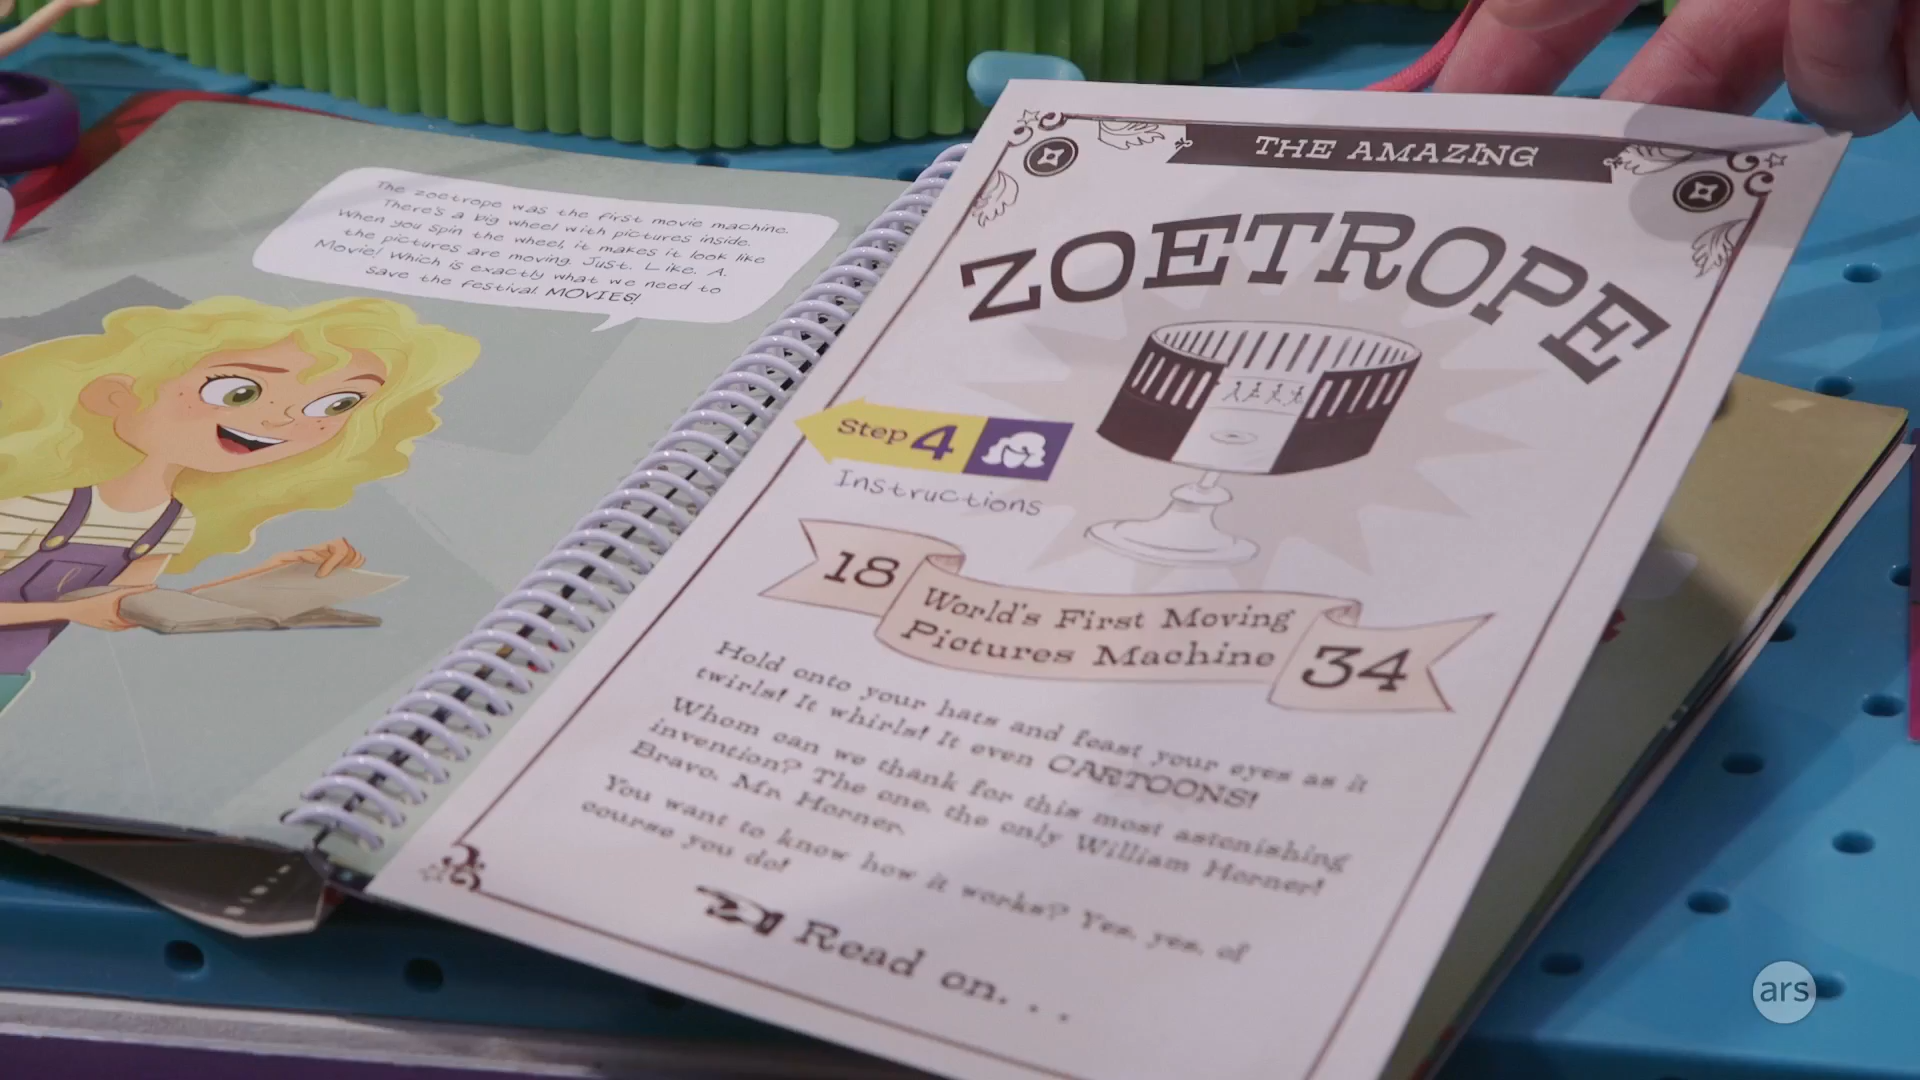 The zoetrope was the first movie machine.
There's a big wheel with pictures inside.
When you spin the wheel, it makes it look like
the pictures are moving. Just. Like. A.
Movie! Which is exactly what we need to
save the festival. MOVIES!
THE AMAZING
ZOETROPE
Step 4
Instructions
18 34
World's First Moving
Pictures Machine
Hold onto your hats and feast your eyes as it
twirls! It whirls! It even CARTOONS!
Whom can we thank for this most astonishing
invention? The one, the only William Horner!
Bravo, Mr. Horner.
You want to know how it works? Yes, yes, of
course you do!
Read on. . .
ars